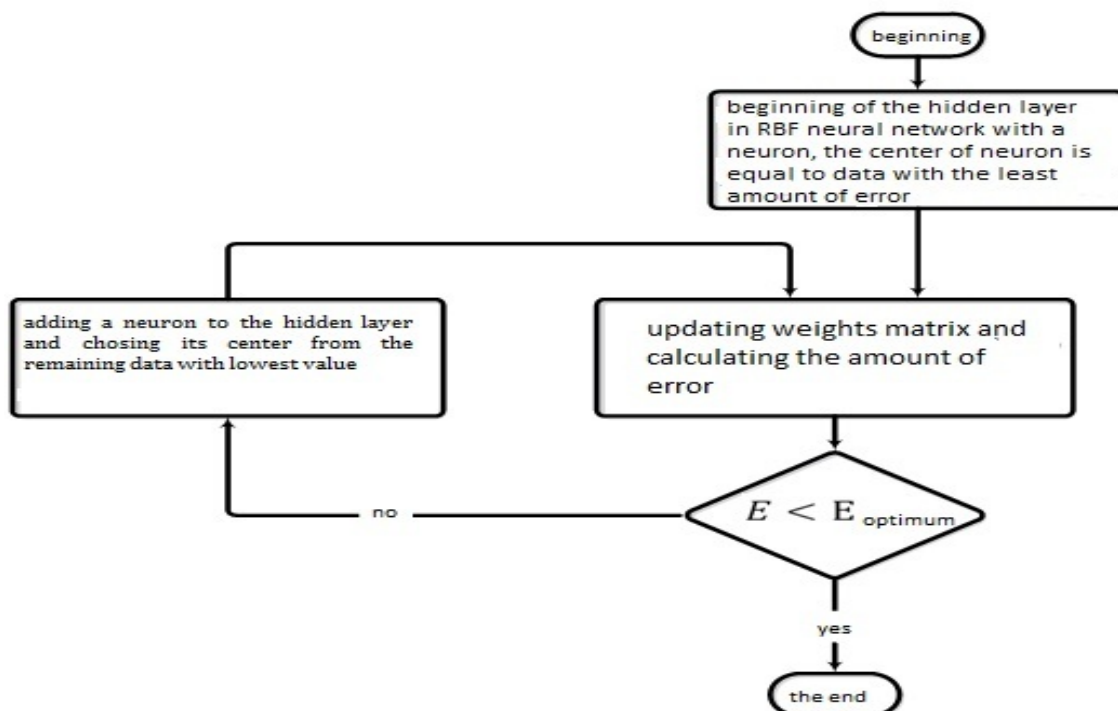 beginning
beginning of the hidden layer
in RBF neural network with a
neuron, the center of neuron is
equal to data with the least
amount of error
adding a neuron to the hidden layer
and chosing its center from the
remaining data with lowest value
updating weights matrix and
calculating the amount of
error
E < E optimum
no
yes
the end